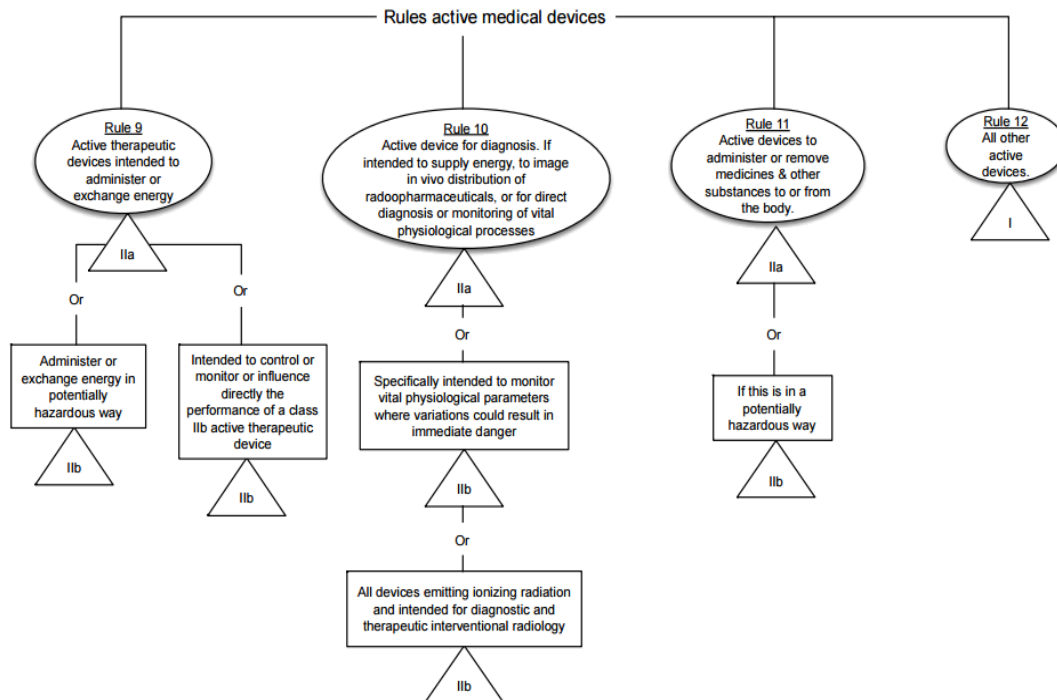 Rules active medical devices
Rule 9
Active therapeutic
devices intended to
administer or
exchange energy
IIa
Or
Administer or
exchange energy in
potentially
hazardous way
IIb
Or
Intended to control or
monitor or influence
directly the
performance of a class
IIb active therapeutic
device
IIb
Rule 10
Active device for diagnosis. If
intended to supply energy, to image
in vivo distribution of
radoopharmaceuticals, or for direct
diagnosis or monitoring of vital
physiological processes
IIa
Or
Specifically intended to monitor
vital physiological parameters
where variations could result in
immediate danger
IIb
Or
All devices emitting ionizing radiation
and intended for diagnostic and
therapeutic interventional radiology
IIb
Rule 11
Active devices to
administer or remove
medicines & other
substances to or from
the body.
IIa
Or
If this is in a
potentially
hazardous way
IIb
Rule 12
All other
active
devices.
I